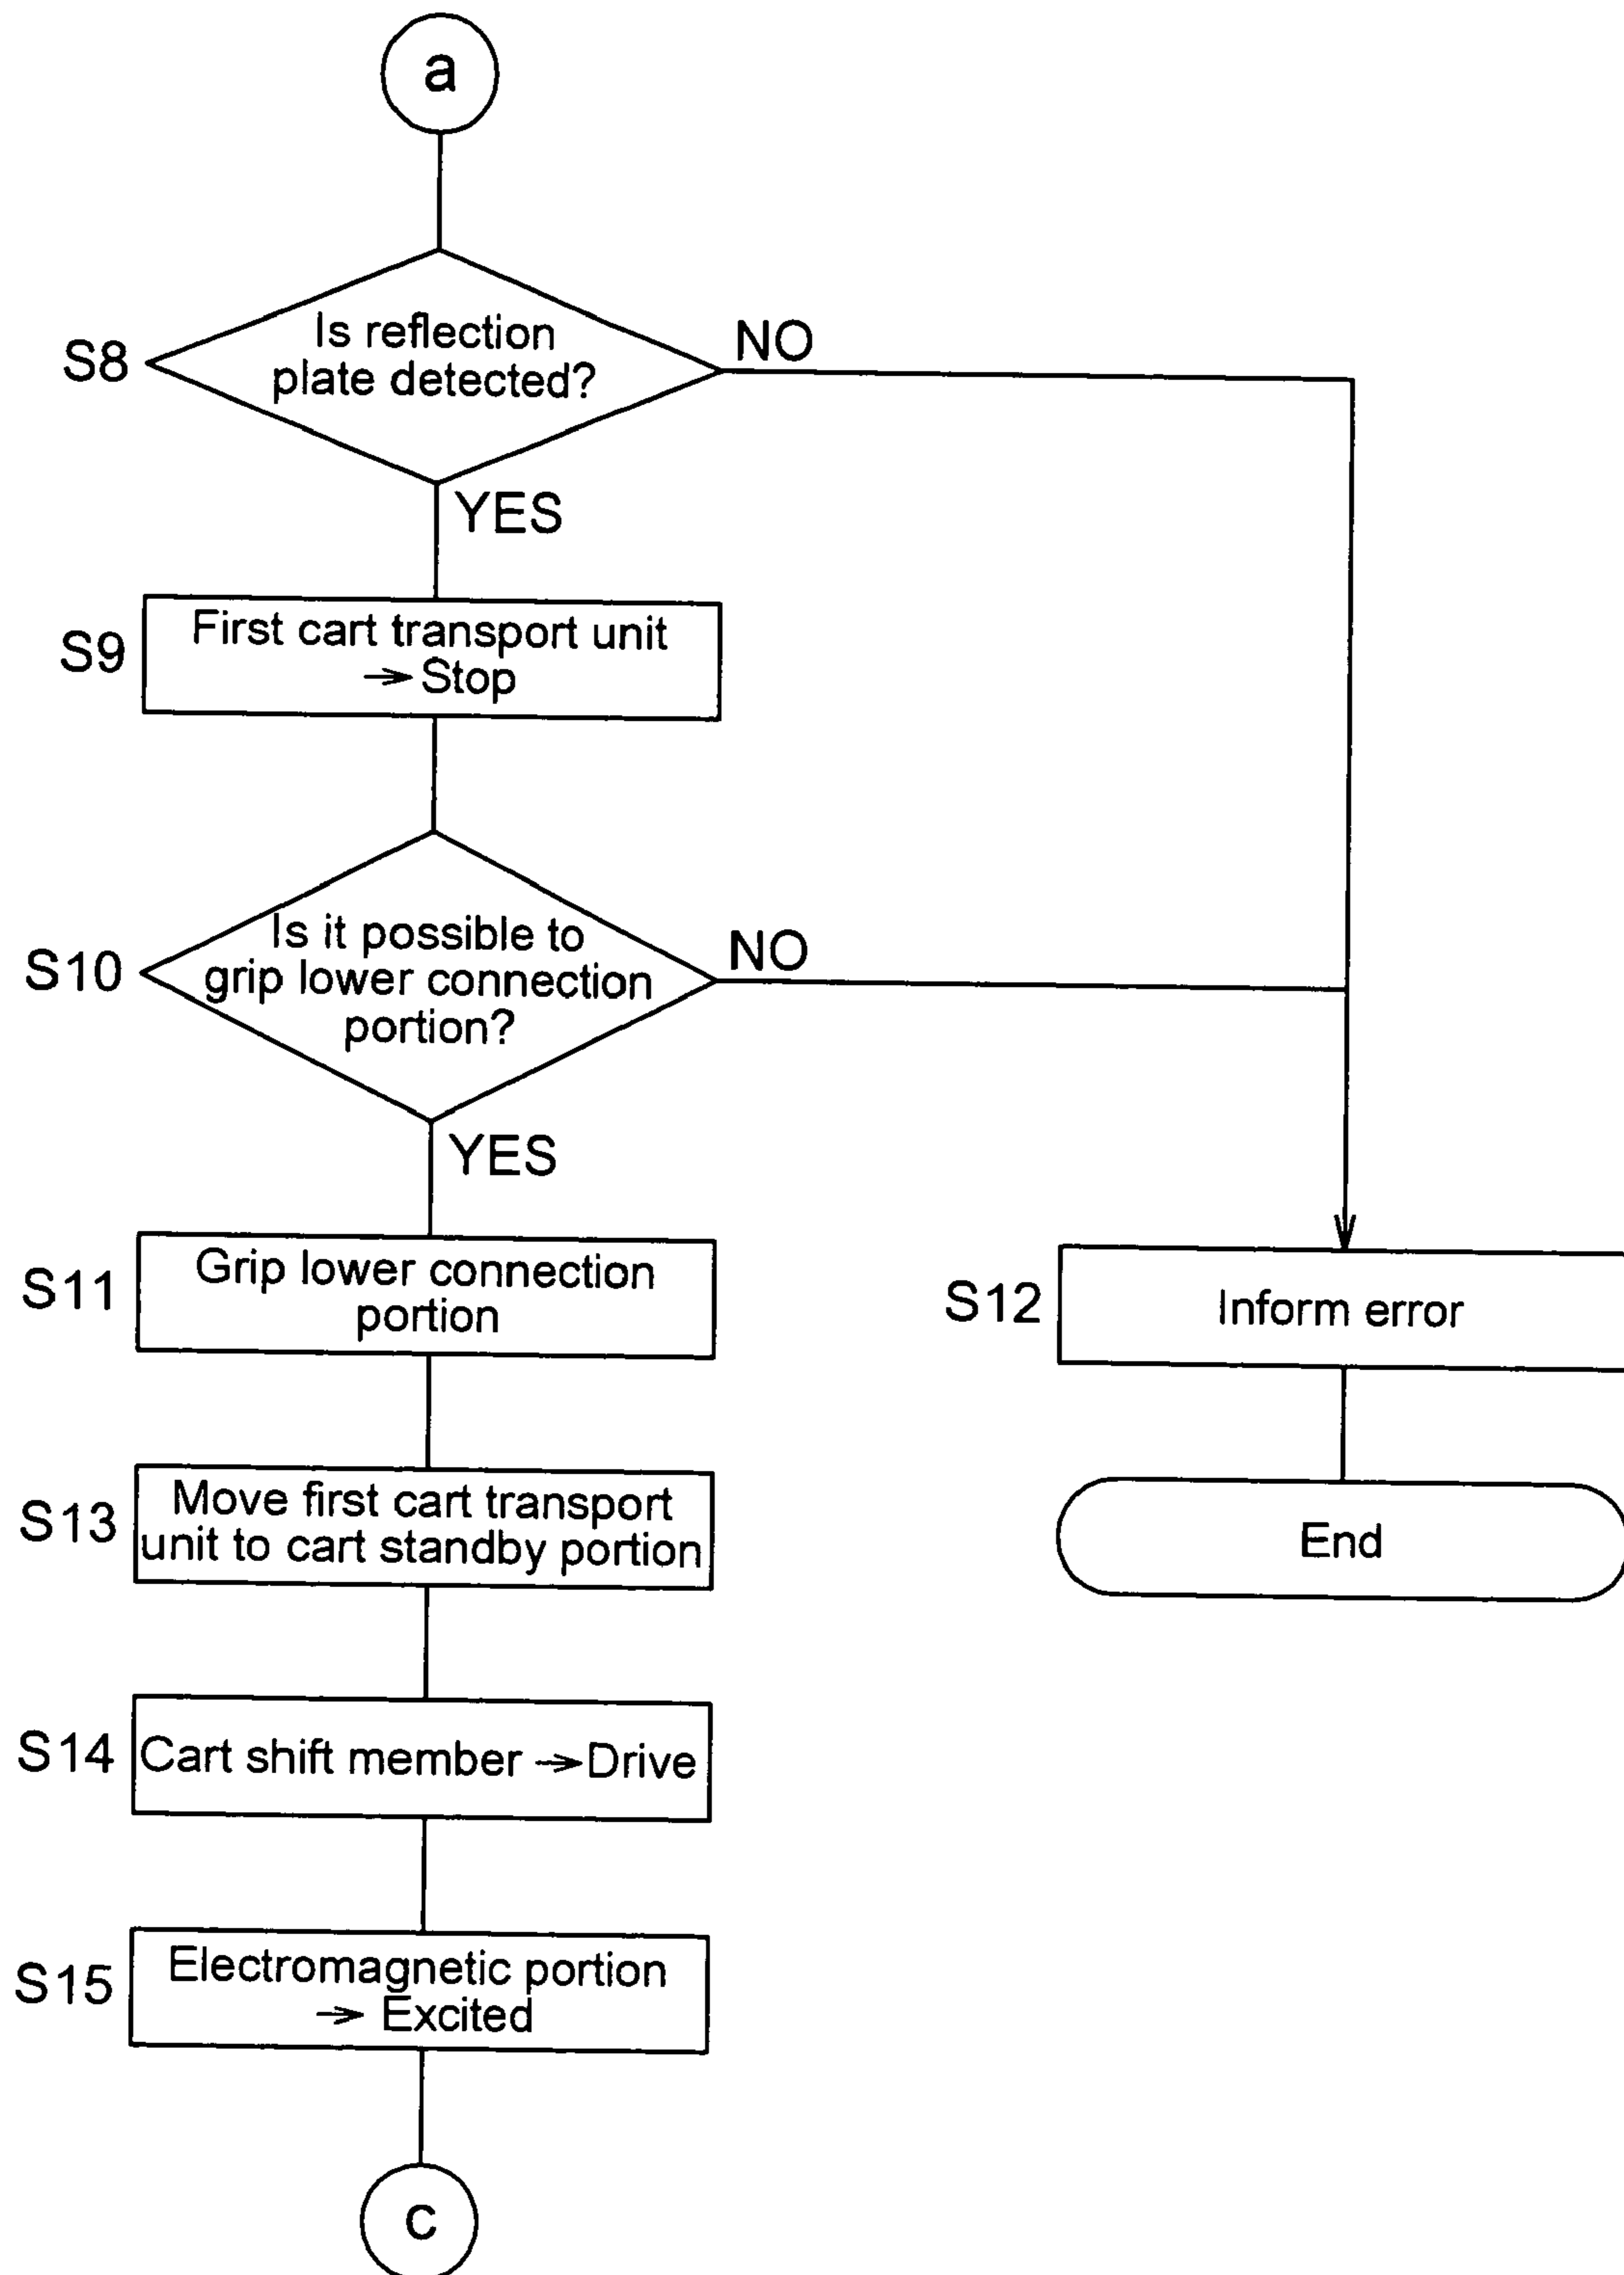 a
S8
Is reflection
plate detected?
NO
YES
S9
First cart transport unit
→ Stop
S10
Is it possible to
grip lower connection
portion?
NO
YES
S11
Grip lower connection
portion
S12
Inform error
End
S13
Move first cart transport
unit to cart standby portion
S14
Cart shift member → Drive
S15
Electromagnetic portion
→ Excited
c